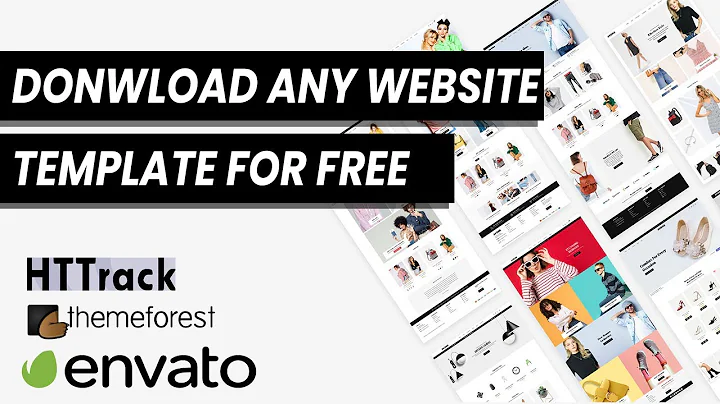 DONWLOAD ANY WEBSITE
TEMPLATE FOR FREE
HTTrack
themeforest
envato